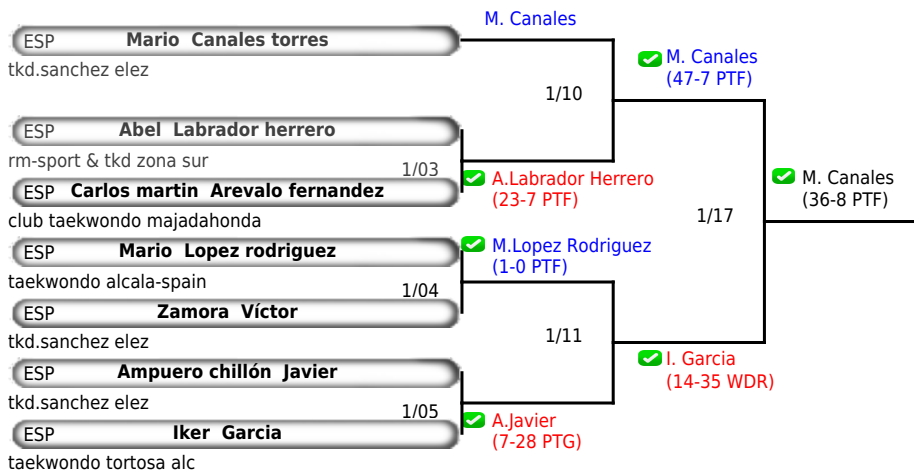 M. Canales
ESP Mario Canales torres
tkd.sanchez elez
M. Canales
(47-7 PTF)
1/10
ESP Abel Labrador herrero
rm-sport & tkd zona sur
1/03
ESP Carlos martin Arevalo fernandez
club taekwondo majadahonda
A.Labrador Herrero
(23-7 PTF)
M. Canales
(36-8 PTF)
1/17
ESP Mario Lopez rodriguez
taekwondo alcala-spain
M.Lopez Rodriguez
(1-0 PTF)
1/04
ESP Zamora Víctor
tkd.sanchez elez
1/11
I. Garcia
(14-35 WDR)
ESP Ampuero chillón Javier
tkd.sanchez elez
1/05
ESP Iker Garcia
taekwondo tortosa alc
A.Javier
(7-28 PTG)